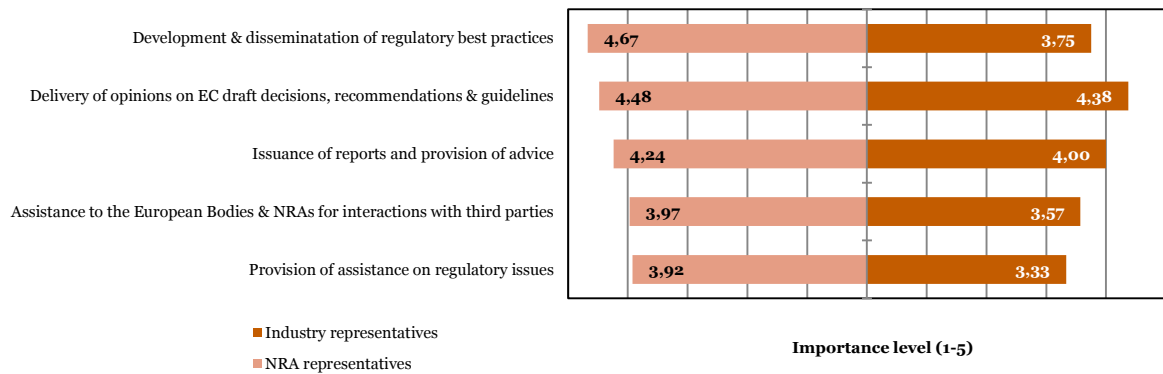 Development & disseminatation of regulatory best practices 4,67 3,75
Delivery of opinions on EC draft decisions, recommendations & guidelines 4,48 4,38
Issuance of reports and provision of advice 4,24 4,00
Assistance to the European Bodies & NRAs for interactions with third parties 3,97 3,57
Provision of assistance on regulatory issues 3,92 3,33
Industry representatives
NRA representatives
Importance level (1-5)